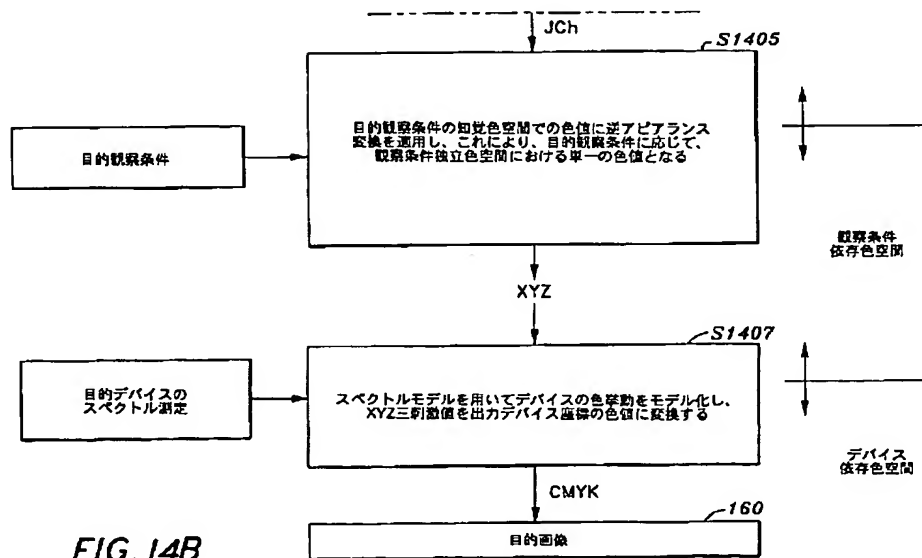 JCh
S1405
目的観察条件の知覚色空間での色値に逆アピアランス
変換を適用し、これにより、目的観察条件に応じて、
観察条件独立色空間における単一の色値となる
目的観察条件
観察条件
依存色空間
XYZ
S1407
目的デバイスの
スペクトル測定
スペクトルモデルを用いてデバイスの色挙動をモデル化し、
XYZ三刺激値を出力デバイス座標の色値に変換する
デバイス
依存色空間
CMYK
160
目的画像
FIG. 14B